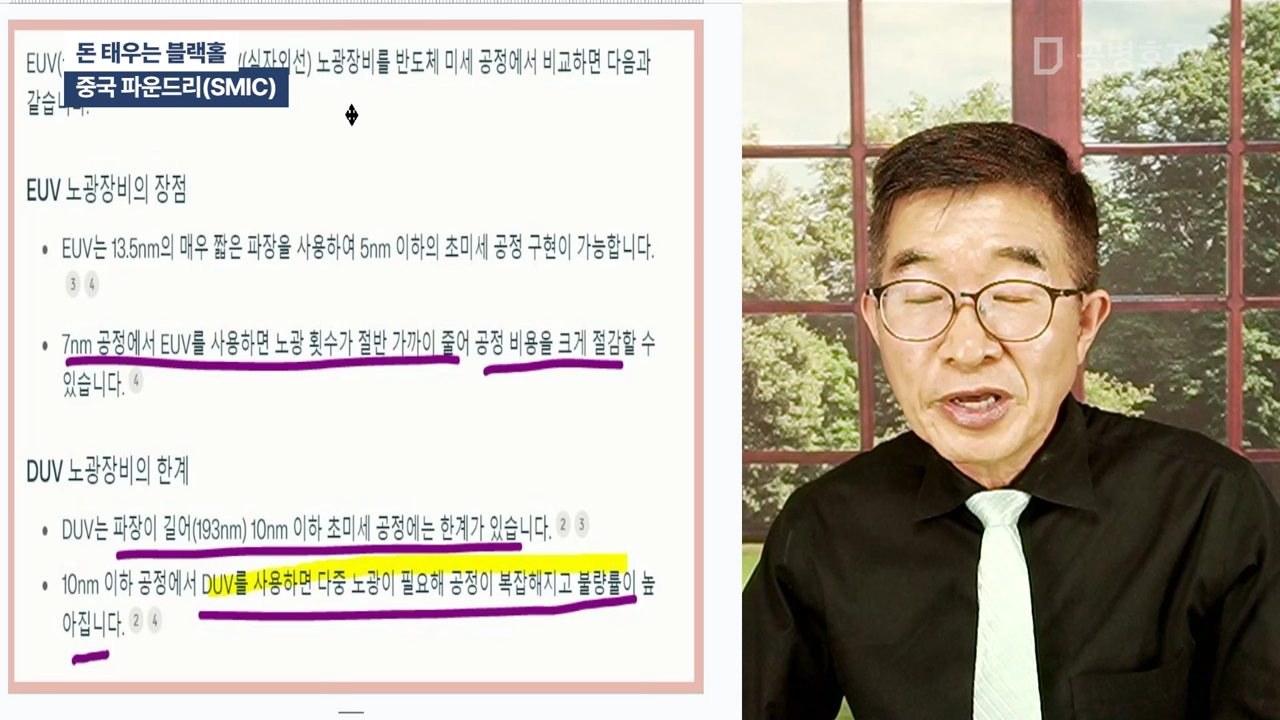 돈 태우는 블랙홀
중국 파운드리(SMIC)
EUV( /(심자외선) 노광장비를 반도체 미세 공정에서 비교하면 다음과
같습니다.
EUV 노광장비의 장점
• EUV는 13.5nm의 매우 짧은 파장을 사용하여 5nm 이하의 초미세 공정 구현이 가능합니다.
3 4
• 7nm 공정에서 EUV를 사용하면 노광 횟수가 절반 가까이 줄어 공정 비용을 크게 절감할 수
있습니다. 4
DUV 노광장비의 한계
• DUV는 파장이 길어(193nm) 10nm 이하 초미세 공정에는 한계가 있습니다. 2 3
• 10nm 이하 공정에서 DUV를 사용하면 다중 노광이 필요해 공정이 복잡해지고 불량률이 높
아집니다. 2 4